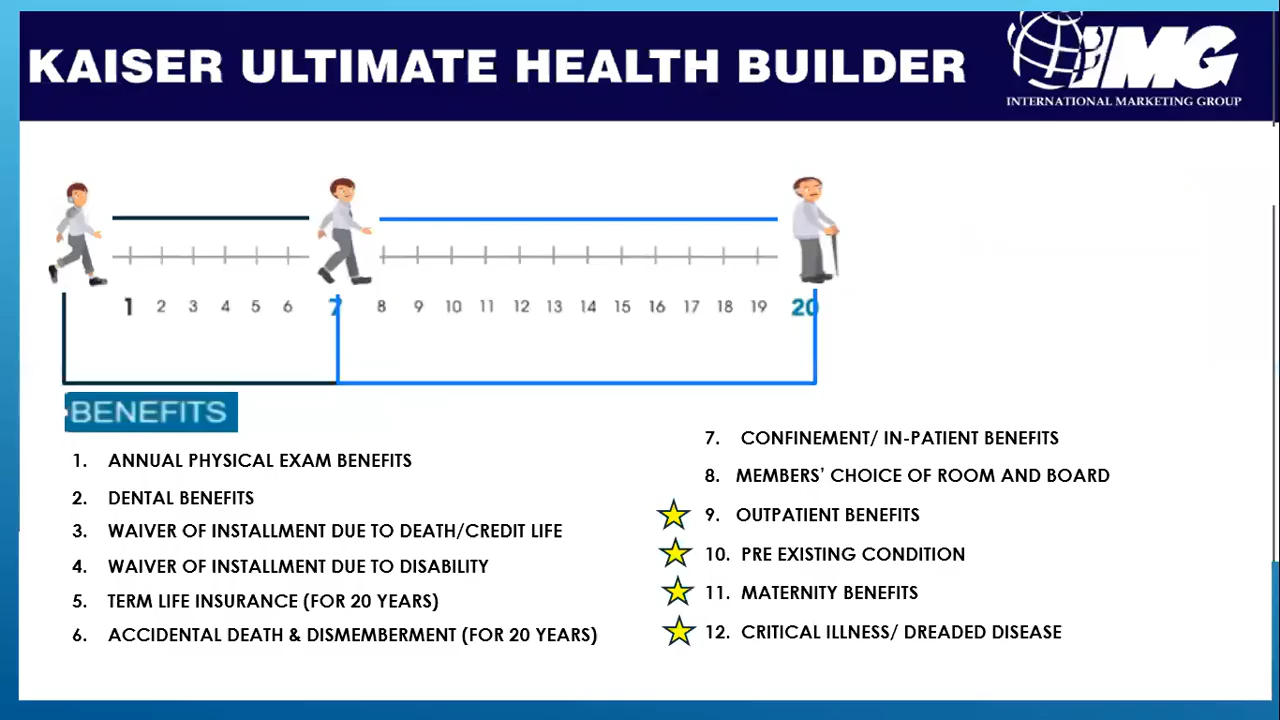 KAISER ULTIMATE HEALTH BUILDER
IMG
INTERNATIONAL MARKETING GROUP
1 2 3 4 5 6 7 8 9 10 11 12 13 14 15 16 17 18 19 20
BENEFITS
1. ANNUAL PHYSICAL EXAM BENEFITS
2. DENTAL BENEFITS
3. WAIVER OF INSTALLMENT DUE TO DEATH/CREDIT LIFE
4. WAIVER OF INSTALLMENT DUE TO DISABILITY
5. TERM LIFE INSURANCE (FOR 20 YEARS)
6. ACCIDENTAL DEATH & DISMEMBERMENT (FOR 20 YEARS)
7. CONFINEMENT/ IN-PATIENT BENEFITS
8. MEMBERS’ CHOICE OF ROOM AND BOARD
9. OUTPATIENT BENEFITS
10. PRE EXISTING CONDITION
11. MATERNITY BENEFITS
12. CRITICAL ILLNESS/ DREADED DISEASE